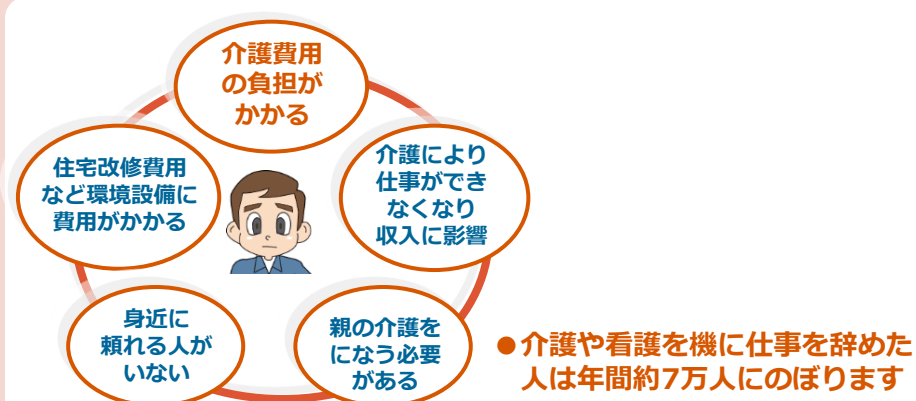 介護費用
の負担が
かかる
介護により
仕事ができ
なくなり
収入に影響
住宅改修費用
など環境設備に
費用がかかる
身近に
頼れる人が
いない
親の介護を
になう必要
がある
●介護や看護を機に仕事を辞めた
人は年間約7万人にのぼります